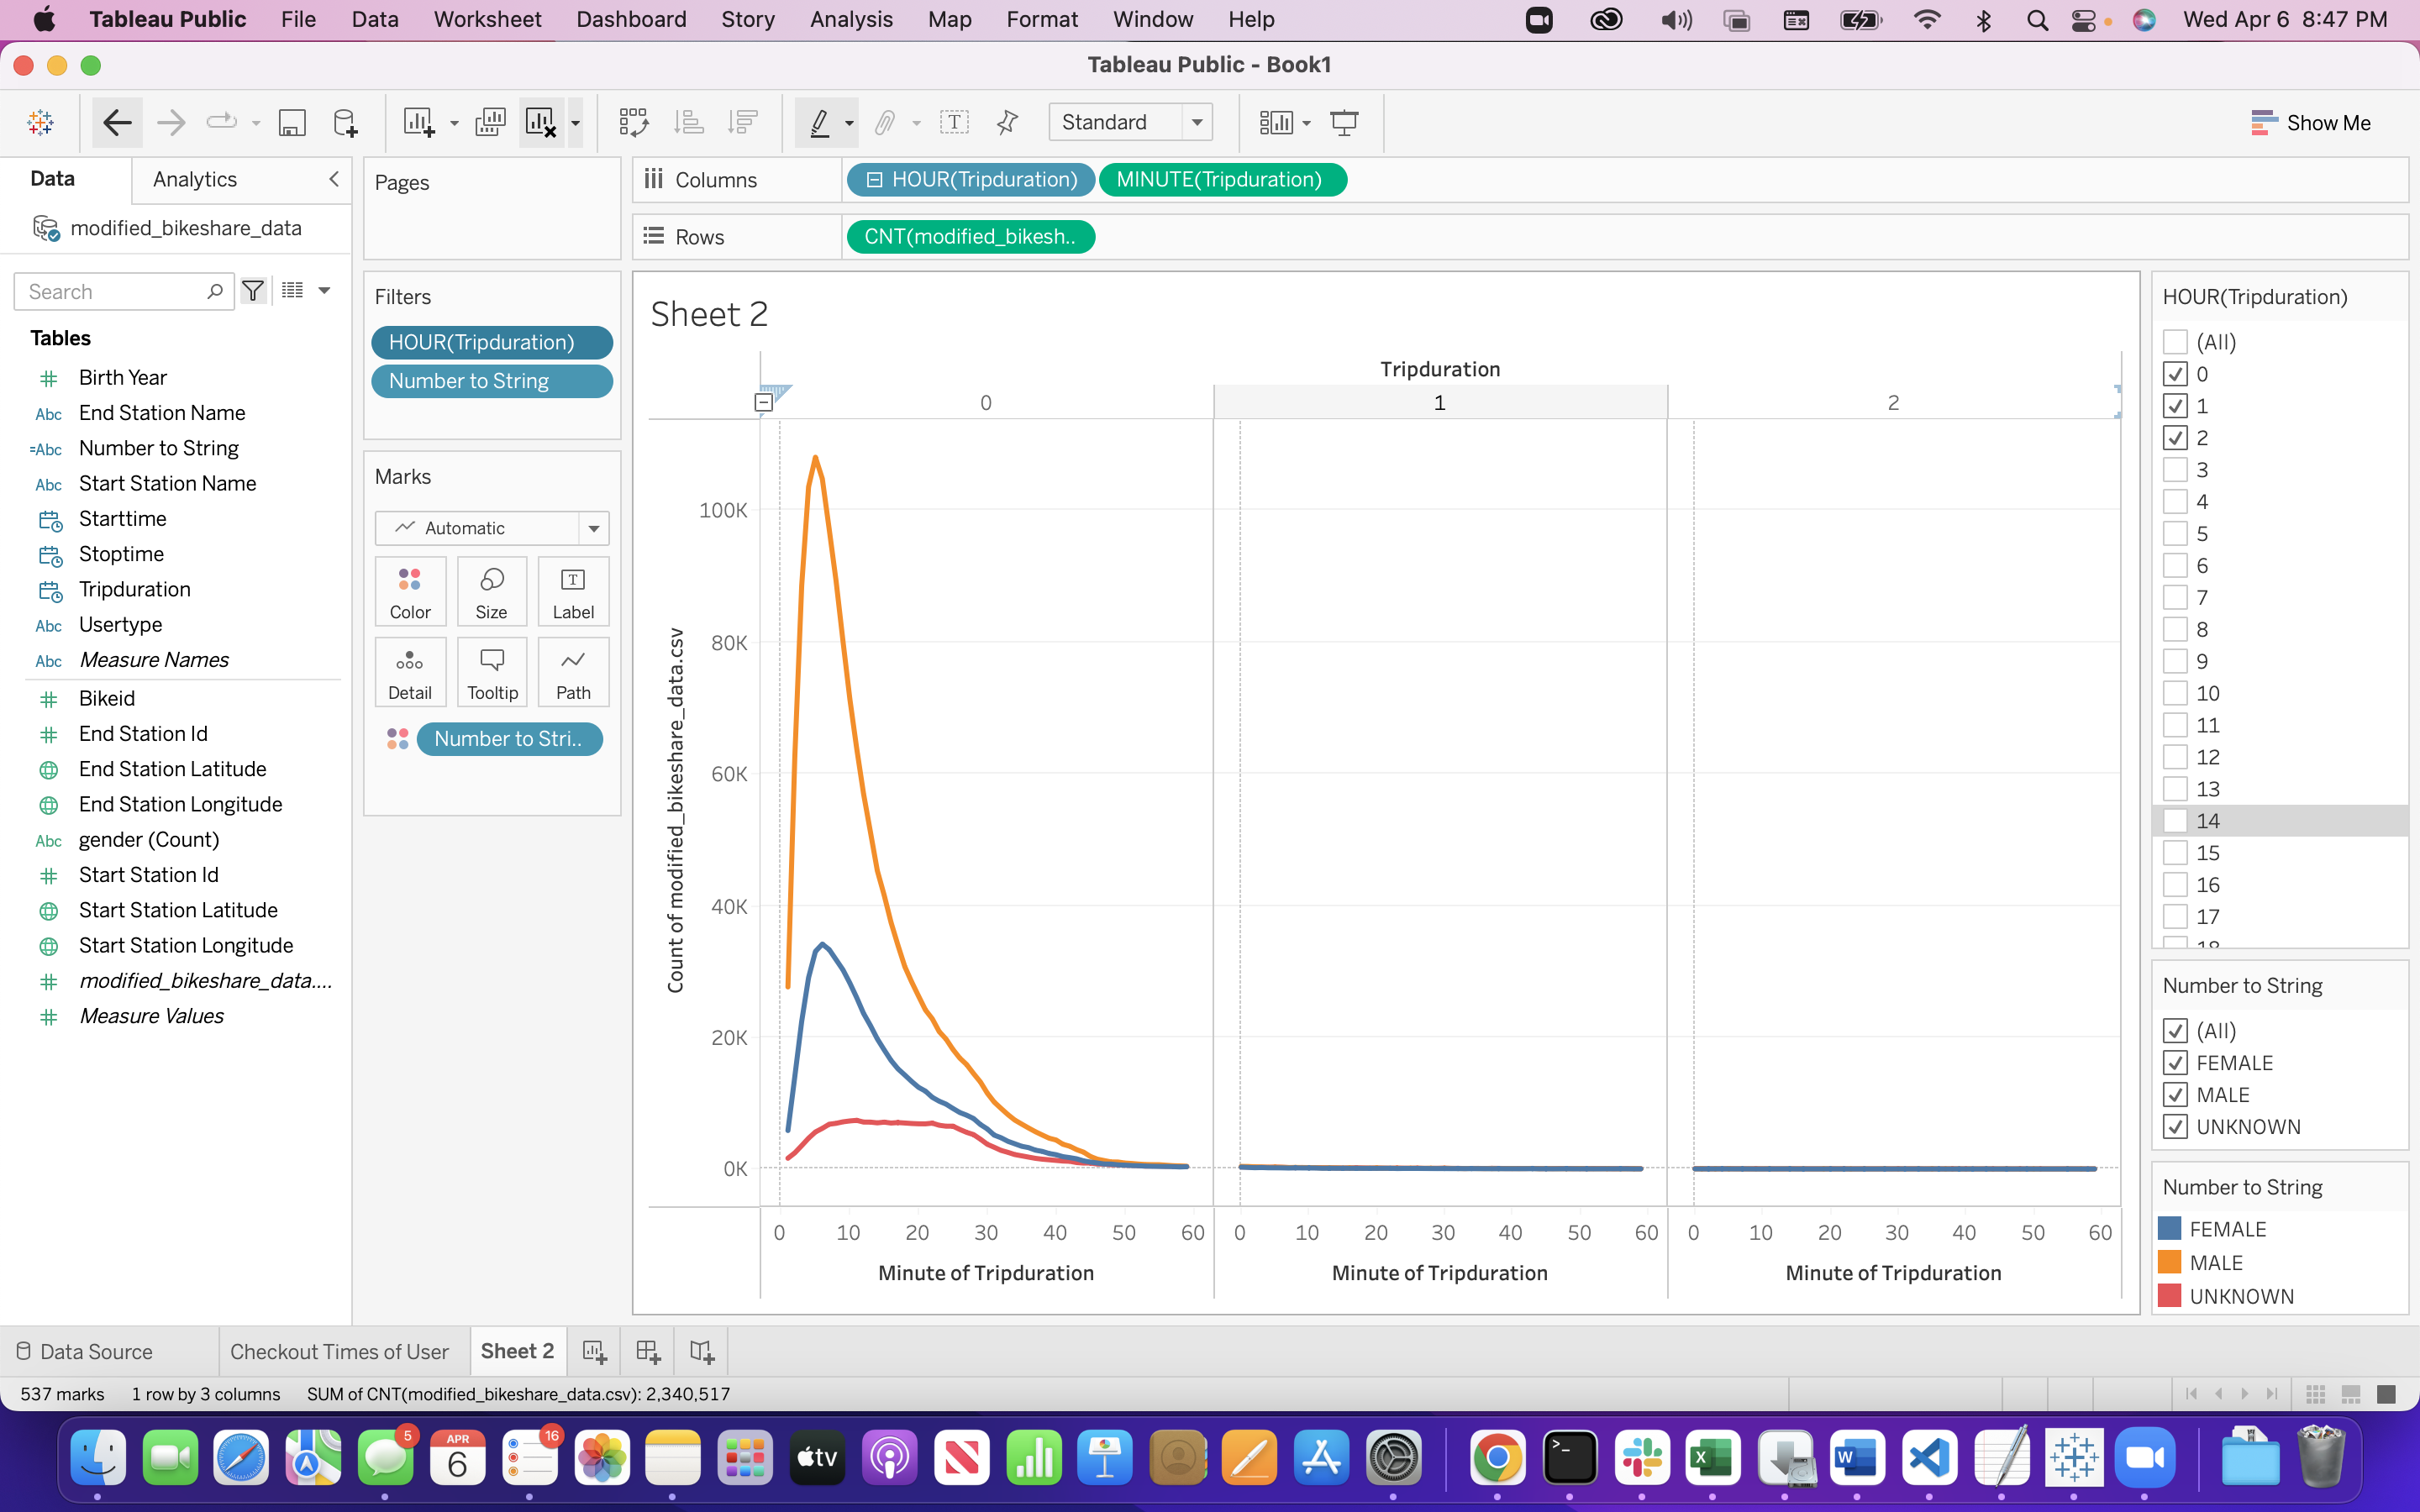 Tableau Public File Data Worksheet Dashboard Story Analysis Map Format Window Help Wed Apr 6 8:47 PM
Tableau Public - Book1
Standard Show Me
Data Analytics
modified_bikeshare_data
Search
Tables
Birth Year
Abc End Station Name
=Abc Number to String
Abc Start Station Name
Starttime
Stoptime
Tripduration
Abc Usertype
Abc Measure Names
Bikeid
End Station Id
End Station Latitude
End Station Longitude
Abc gender (Count)
Start Station Id
Start Station Latitude
Start Station Longitude
modified_bikeshare_data....
Measure Values
Pages
Filters
HOUR(Tripduration)
Number to String
Marks
Automatic
Color Size Label
Detail Tooltip Path
Number to Stri..
Columns HOUR(Tripduration) MINUTE(Tripduration)
Rows CNT(modified_bikesh..
Sheet 2
Tripduration
0 1 2
Count of modified_bikeshare_data.csv
100K
80K
60K
40K
20K
0K
0 10 20 30 40 50 60 0 10 20 30 40 50 60 0 10 20 30 40 50 60
Minute of Tripduration Minute of Tripduration Minute of Tripduration
HOUR(Tripduration)
(All)
0
1
2
3
4
5
6
7
8
9
10
11
12
13
14
15
16
17
18
Number to String
(All)
FEMALE
MALE
UNKNOWN
Number to String
FEMALE
MALE
UNKNOWN
Data Source Checkout Times of User Sheet 2
537 marks 1 row by 3 columns SUM of CNT(modified_bikeshare_data.csv): 2,340,517
5 APR 6 16 tv